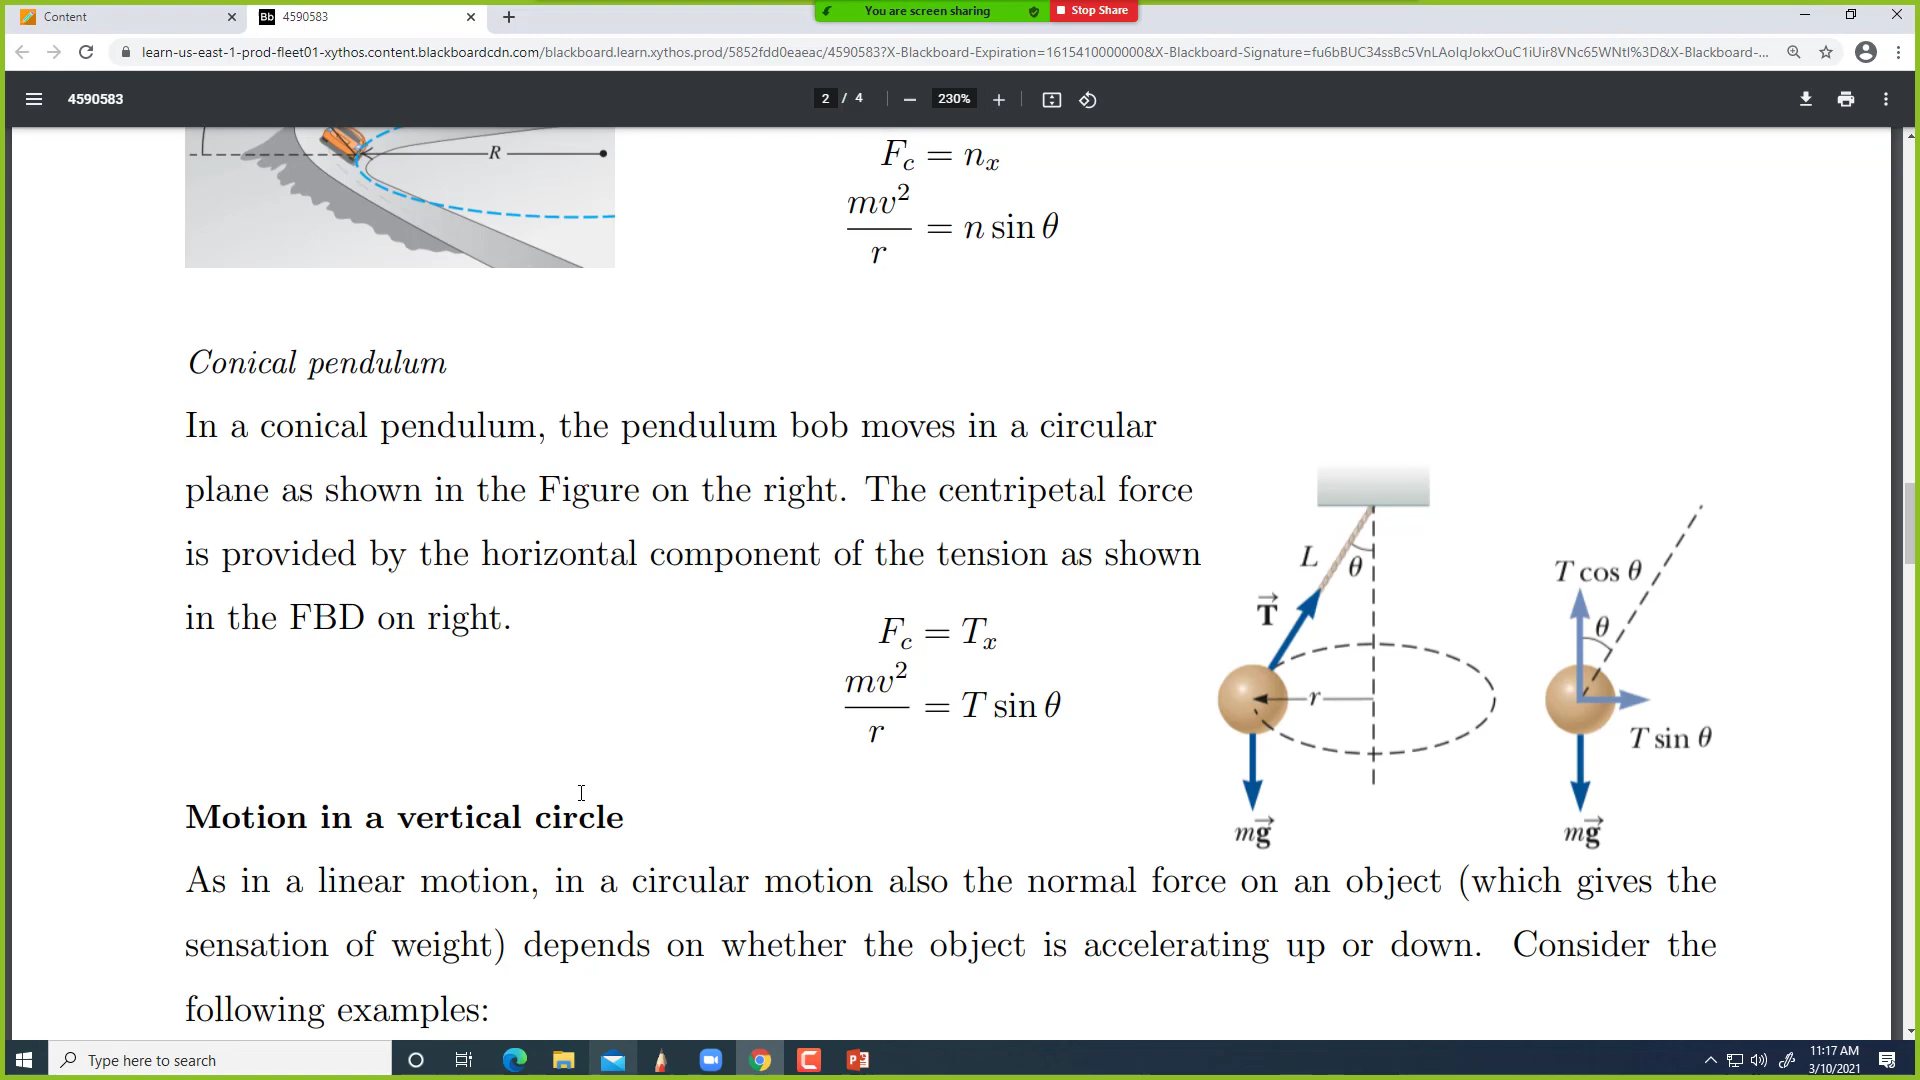 Content
Bb 4590583
You are screen sharing
Stop Share
learn-us-east-1-prod-fleet01-xythos.content.blackboardcdn.com/blackboard.learn.xythos.prod/5852fdd0eaeac/4590583?X-Blackboard-Expiration=1615410000000&X-Blackboard-Signature=fu6bBUC34ssBc5VnLAoIqJokxOuC1iUir8VNc65WNtI%3D&X-Blackboard-...
4590583
2 / 4
230%
R
F_c = n_x
mv²
r
= n sin θ
Conical pendulum
In a conical pendulum, the pendulum bob moves in a circular
plane as shown in the Figure on the right. The centripetal force
is provided by the horizontal component of the tension as shown
in the FBD on right.
F_c = T_x
mv²
r
= T sin θ
L
θ
T⃗
r
mg⃗
T cos θ
θ
T sin θ
mg⃗
Motion in a vertical circle
As in a linear motion, in a circular motion also the normal force on an object (which gives the
sensation of weight) depends on whether the object is accelerating up or down. Consider the
following examples:
Type here to search
11:17 AM
3/10/2021